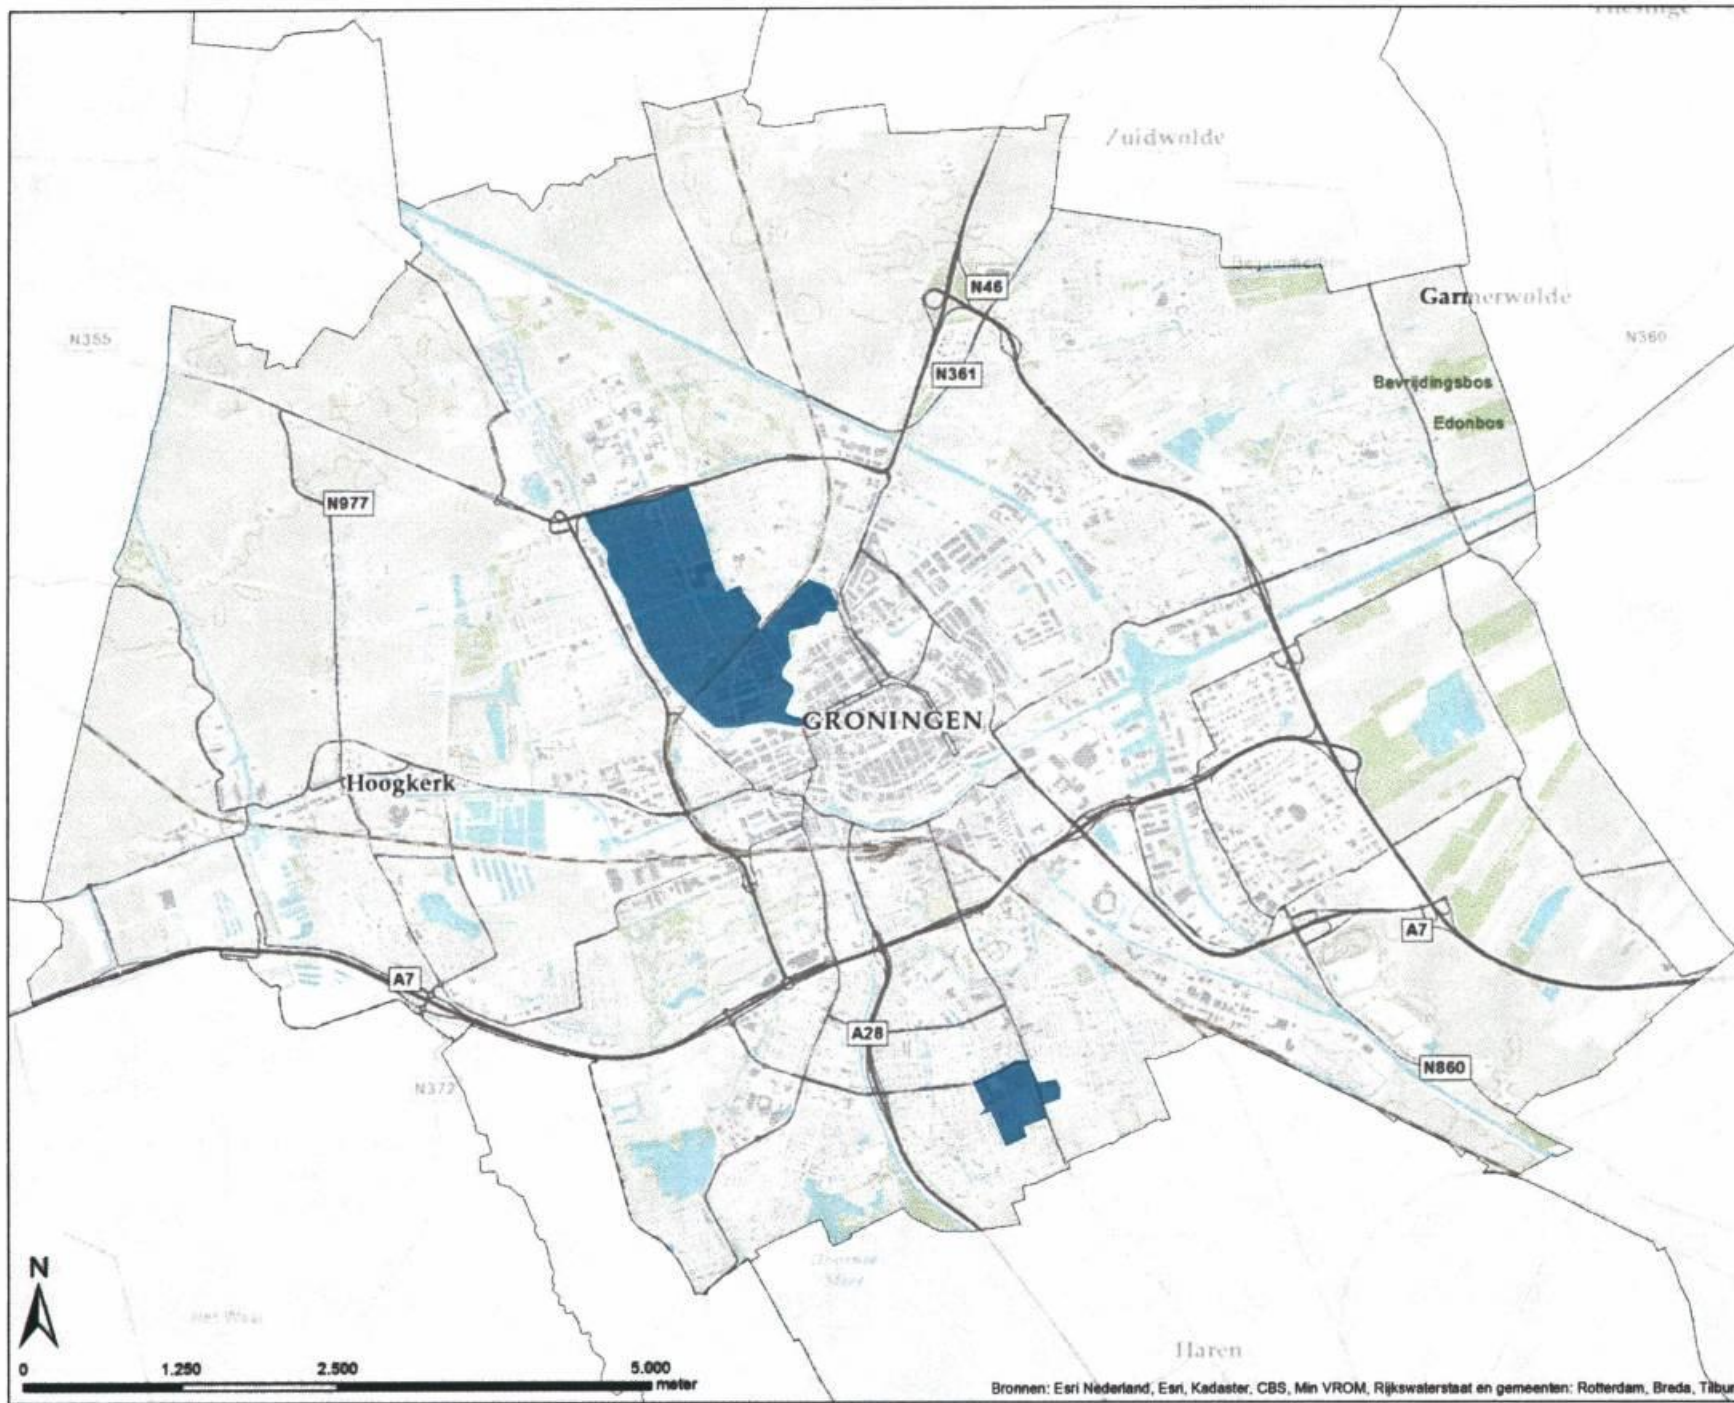 Zuidwolde
N46
Garmerwolde
N355
N360
N361
Bevrijdingsbos
Edonbos
N977
GRONINGEN
Hoogkerk
A7
A7
A28
N860
N372
N
Haren
0 1.250 2.500 5.000
meter
Bronnen: Esri Nederland, Esri, Kadaster, CBS, Min VROM, Rijkswaterstaat en gemeenten: Rotterdam, Breda, Tilbur